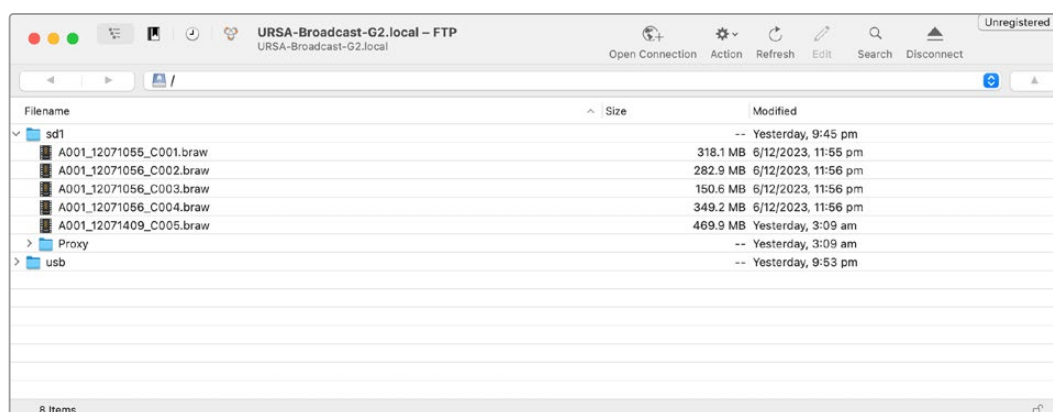 Unregistered
URSA-Broadcast-G2.local – FTP
URSA-Broadcast-G2.local
Open Connection Action Refresh Edit Search Disconnect
/
Filename Size Modified
sd1 -- Yesterday, 9:45 pm
A001_12071055_C001.braw 318.1 MB 6/12/2023, 11:55 pm
A001_12071056_C002.braw 282.9 MB 6/12/2023, 11:56 pm
A001_12071056_C003.braw 150.6 MB 6/12/2023, 11:56 pm
A001_12071056_C004.braw 349.2 MB 6/12/2023, 11:56 pm
A001_12071409_C005.braw 469.9 MB Yesterday, 3:09 am
Proxy -- Yesterday, 3:09 am
usb -- Yesterday, 9:53 pm
8 Items